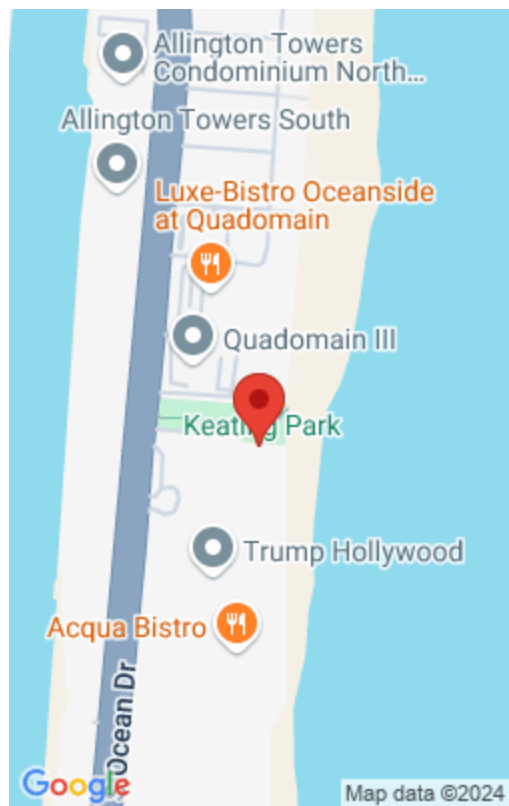 Allington Towers
Condominium North...
Allington Towers South
Luxe-Bistro Oceanside
at Quadomain
Quadomain III
Keating Park
Trump Hollywood
Acqua Bistro
Ocean Dr
Google
Map data ©2024